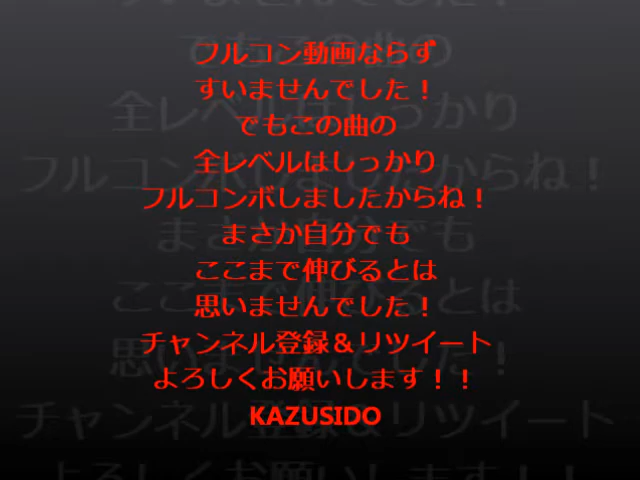 フルコン動画ならず
すいませんでした！
でもこの曲の
全レベルはしっかり
フルコンボしましたからね！
まさか自分でも
ここまで伸びるとは
思いませんでした！
チャンネル登録＆リツイート
よろしくお願いします！！
KAZUSIDO